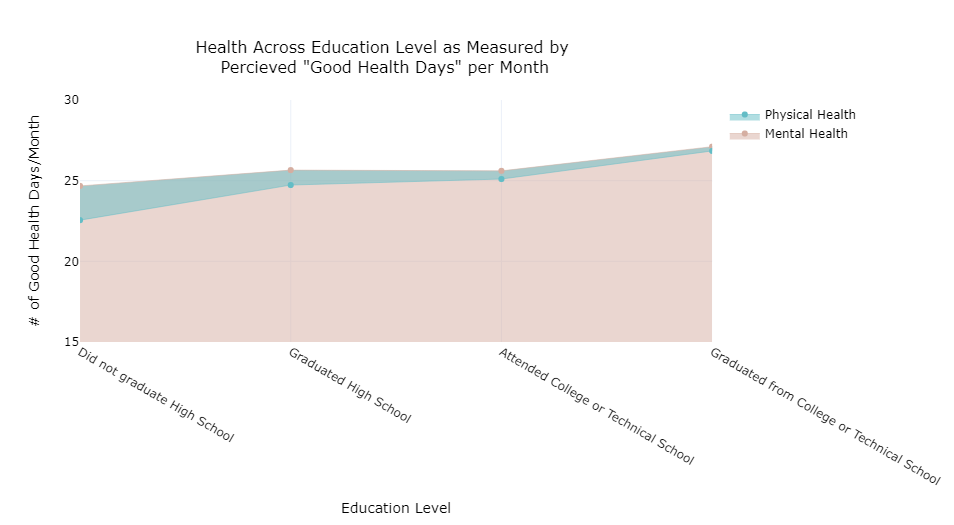 Health Across Education Level as Measured by
Percieved "Good Health Days" per Month
30
25
20
15
# of Good Health Days/Month
Physical Health
Mental Health
Did not graduate High School
Graduated High School
Attended College or Technical School
Graduated from College or Technical School
Education Level